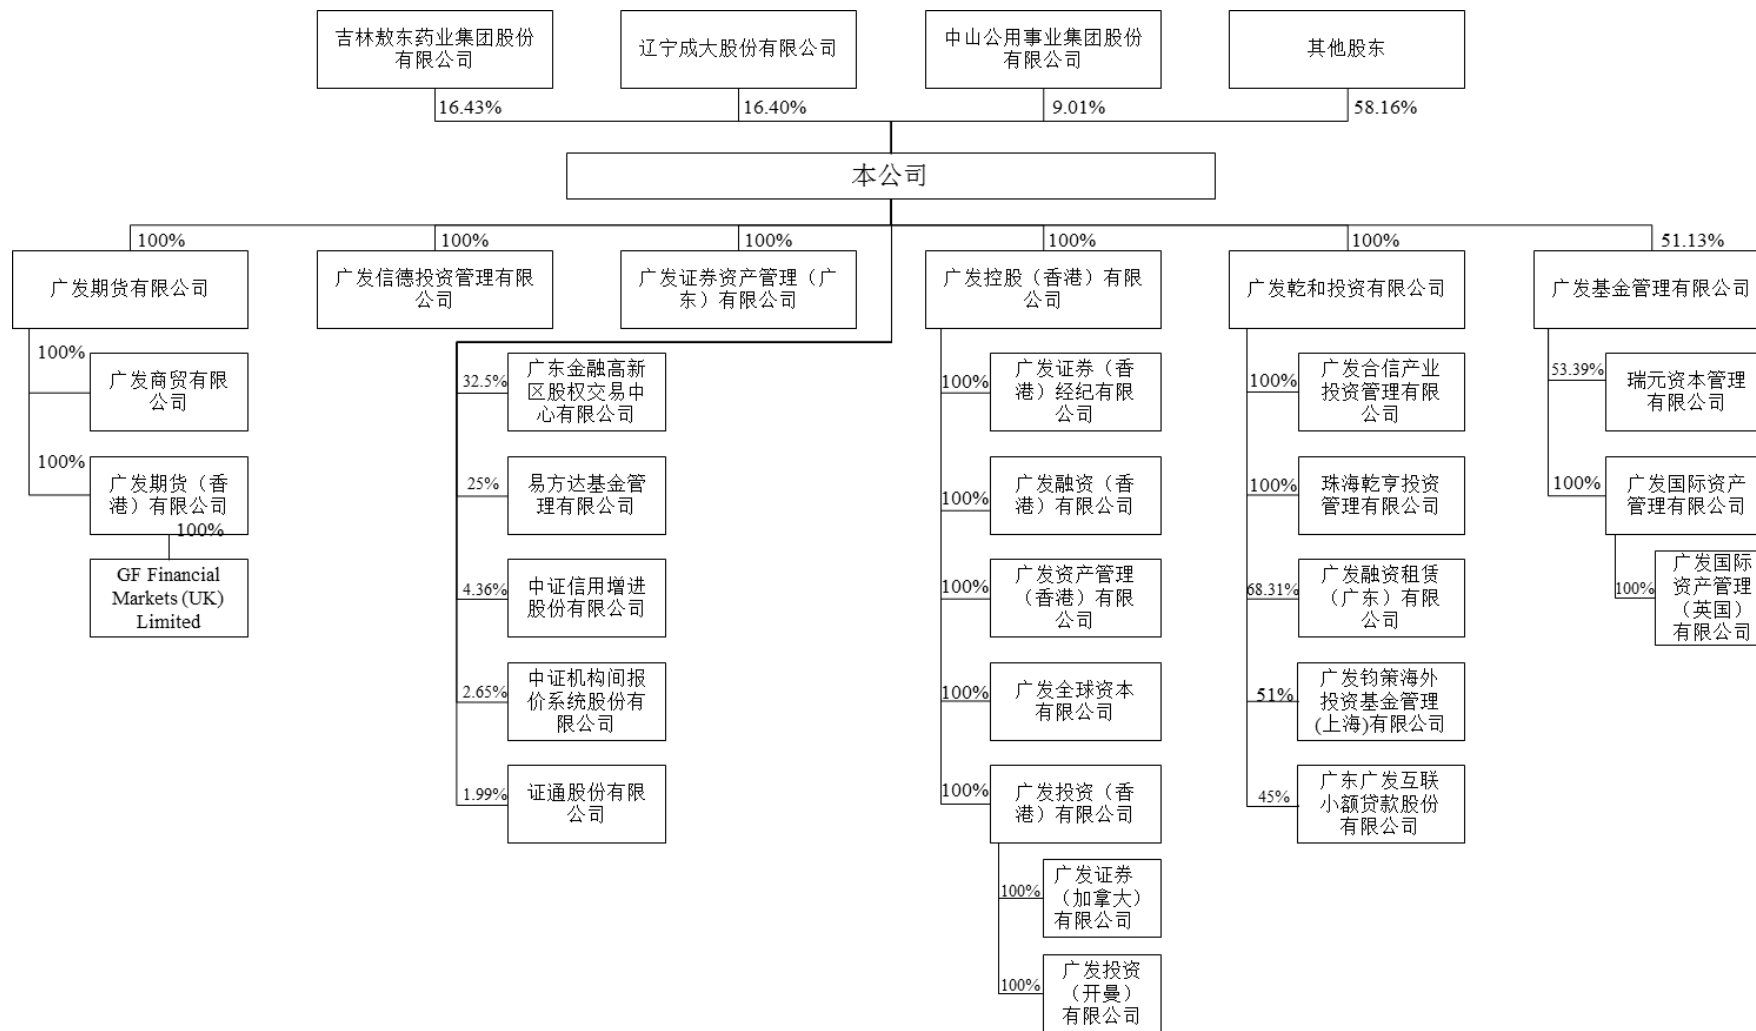 吉林敖东药业集团股份
有限公司
辽宁成大股份有限公司
中山公用事业集团股份
有限公司
其他股东
16.43%
16.40%
9.01%
58.16%
本公司
100%
100%
100%
100%
100%
51.13%
广发期货有限公司
广发信德投资管理有限
公司
广发证券资产管理（广
东）有限公司
广发控股（香港）有限
公司
广发乾和投资有限公司
广发基金管理有限公司
100%
广发商贸有限
公司
100%
广发期货（香
港）有限公司
100%
GF Financial
Markets (UK)
Limited
32.5%
广东金融高新
区股权交易中
心有限公司
25%
易方达基金管
理有限公司
4.36%
中证信用增进
股份有限公司
2.65%
中证机构间报
价系统股份有
限公司
1.99%
证通股份有限
公司
100%
广发证券（香
港）经纪有限
公司
100%
广发融资（香
港）有限公司
100%
广发资产管理
（香港）有限
公司
100%
广发全球资本
有限公司
100%
广发投资（香
港）有限公司
100%
广发证券
（加拿大）
有限公司
100%
广发投资
（开曼）
有限公司
100%
广发合信产业
投资管理有限
公司
100%
珠海乾亨投资
管理有限公司
68.31%
广发融资租赁
（广东）有限
公司
51%
广发钧策海外
投资基金管理
(上海)有限公司
45%
广东广发互联
小额贷款股份
有限公司
53.39%
瑞元资本管理
有限公司
100%
广发国际资产
管理有限公司
100%
广发国际
资产管理
（英国）
有限公司